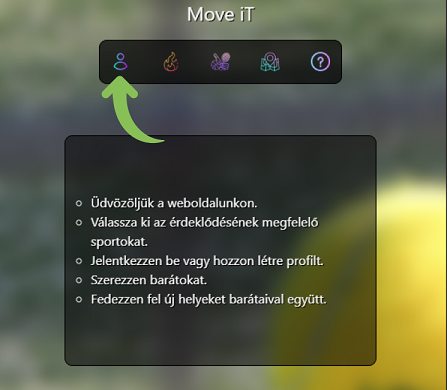 Move iT
?
Üdvözöljük a weboldalunkon.
Válassza ki az érdeklődésének megfelelő
sportokat.
Jelentkezzen be vagy hozzon létre profilt.
Szerezzen barátokat.
Fedezzen fel új helyeket barátaival együtt.